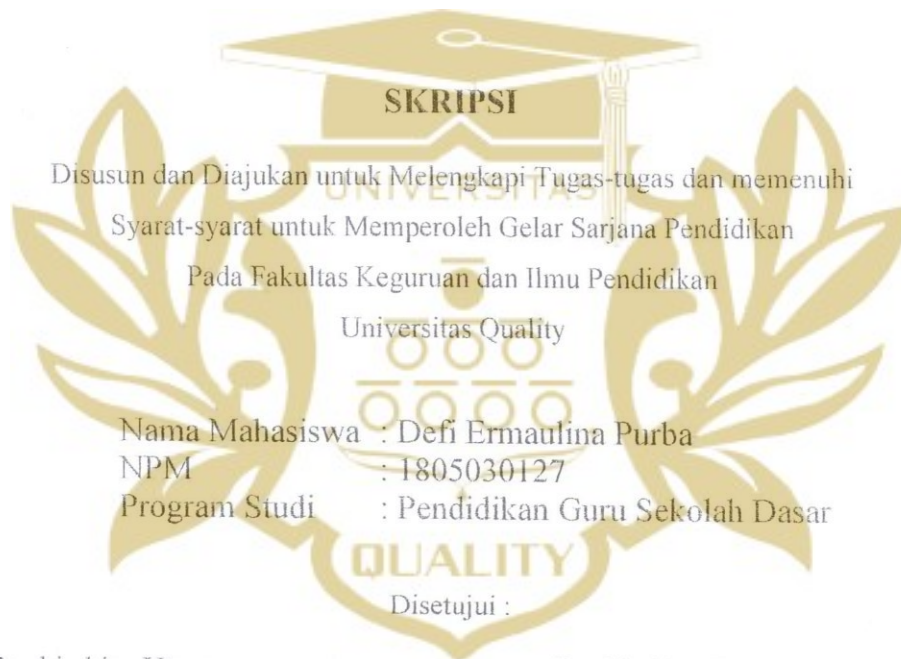 SKRIPSI
Disusun dan Diajukan untuk Melengkapi Tugas-tugas dan memenuhi
UNIVERSITAS
Syarat-syarat untuk Memperoleh Gelar Sarjana Pendidikan
Pada Fakultas Keguruan dan Ilmu Pendidikan
Universitas Quality
Nama Mahasiswa : Defi Ermaulina Purba
NPM : 1805030127
Program Studi : Pendidikan Guru Sekolah Dasar
QUALITY
Disetujui :